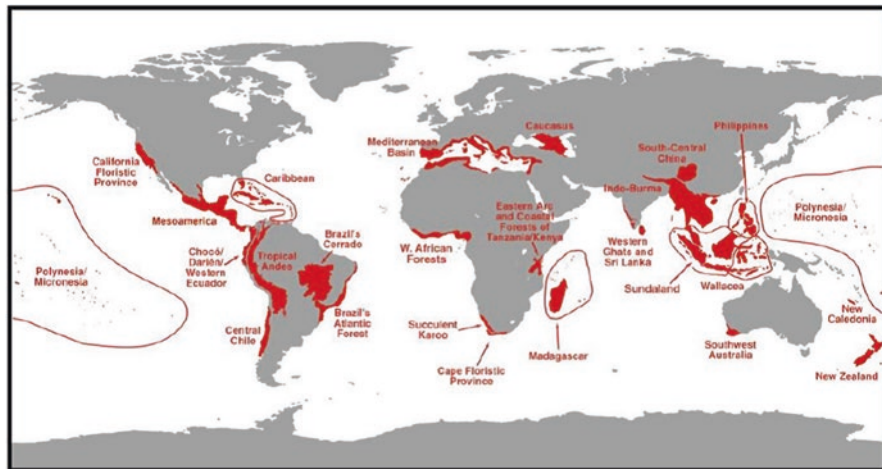 California
Floristic
Province
Mesoamerica
Caribbean
Polynesia/
Micronesia
Chocó/
Darién/
Western
Ecuador
Tropical
Andes
Brazil's
Cerrado
Brazil's
Atlantic
Forest
Central
Chile
Mediterranean
Basin
Caucasus
W. African
Forests
Eastern Arc
and Coastal
Forests of
Tanzania/Kenya
Succulent
Karoo
Cape Floristic
Province
Madagascar
South-Central
China
Indo-Burma
Western
Ghats and
Sri Lanka
Philippines
Sundaland
Wallacea
Polynesia/
Micronesia
Southwest
Australia
New
Caledonia
New Zealand